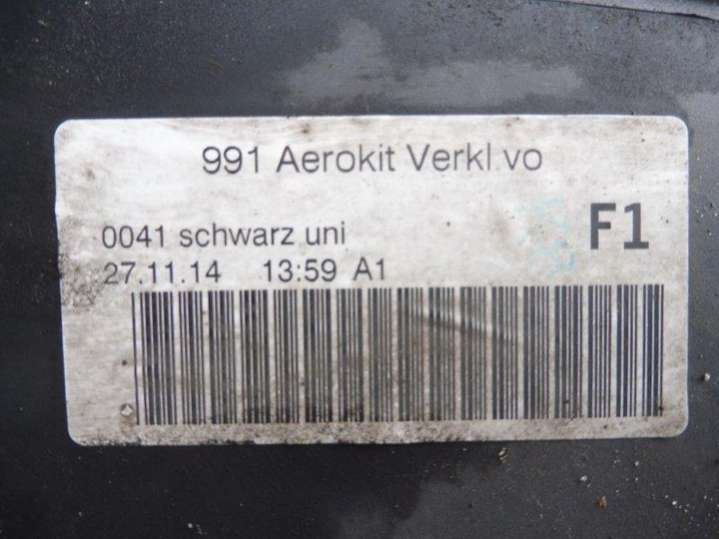 991 Aerokit Verkl vo
0041 schwarz uni
F1
27.11.14 13:59 A1